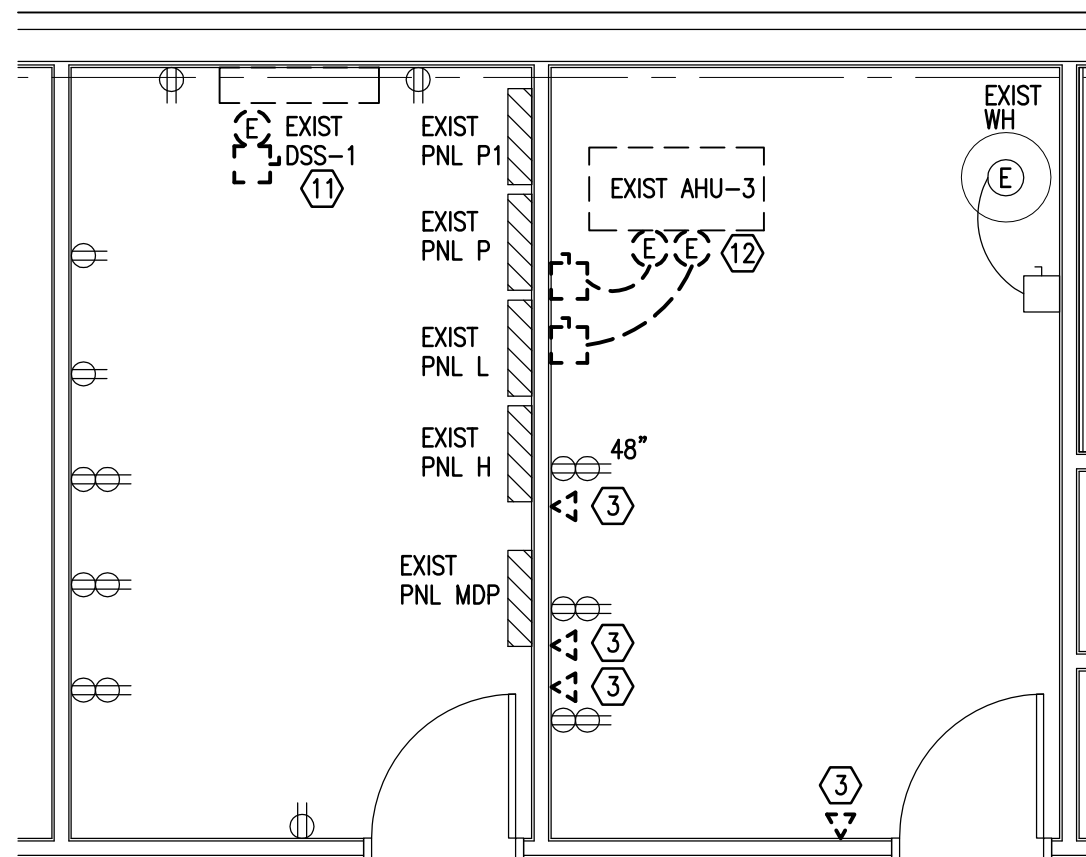 EXIST
WH
E
EXIST
DSS-1
E
11
EXIST
PNL P1
EXIST AHU-3
E
E
12
EXIST
PNL P
EXIST
PNL L
EXIST
PNL H
48"
3
EXIST
PNL MDP
3
3
3